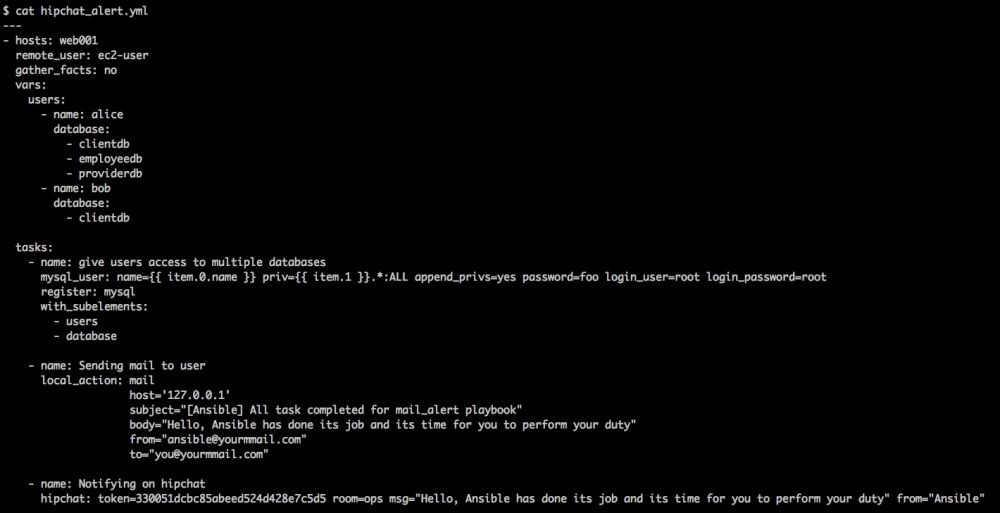 $ cat hipchat_alert.yml
---
- hosts: web001
  remote_user: ec2-user
  gather_facts: no
  vars:
    users:
      - name: alice
        database:
          - clientdb
          - employeedb
          - providerdb
      - name: bob
        database:
          - clientdb

  tasks:
    - name: give users access to multiple databases
      mysql_user: name={{ item.0.name }} priv={{ item.1 }}.*:ALL append_privs=yes password=foo login_user=root login_password=root
      register: mysql
      with_subelements:
        - users
        - database

    - name: Sending mail to user
      local_action: mail
                    host='127.0.0.1'
                    subject="[Ansible] All task completed for mail_alert playbook"
                    body="Hello, Ansible has done its job and its time for you to perform your duty"
                    from="ansible@yourmmail.com"
                    to="you@yourmmail.com"

    - name: Notifying on hipchat
      hipchat: token=330051dcbc85abeed524d428e7c5d5 room=ops msg="Hello, Ansible has done its job and its time for you to perform your duty" from="Ansible"